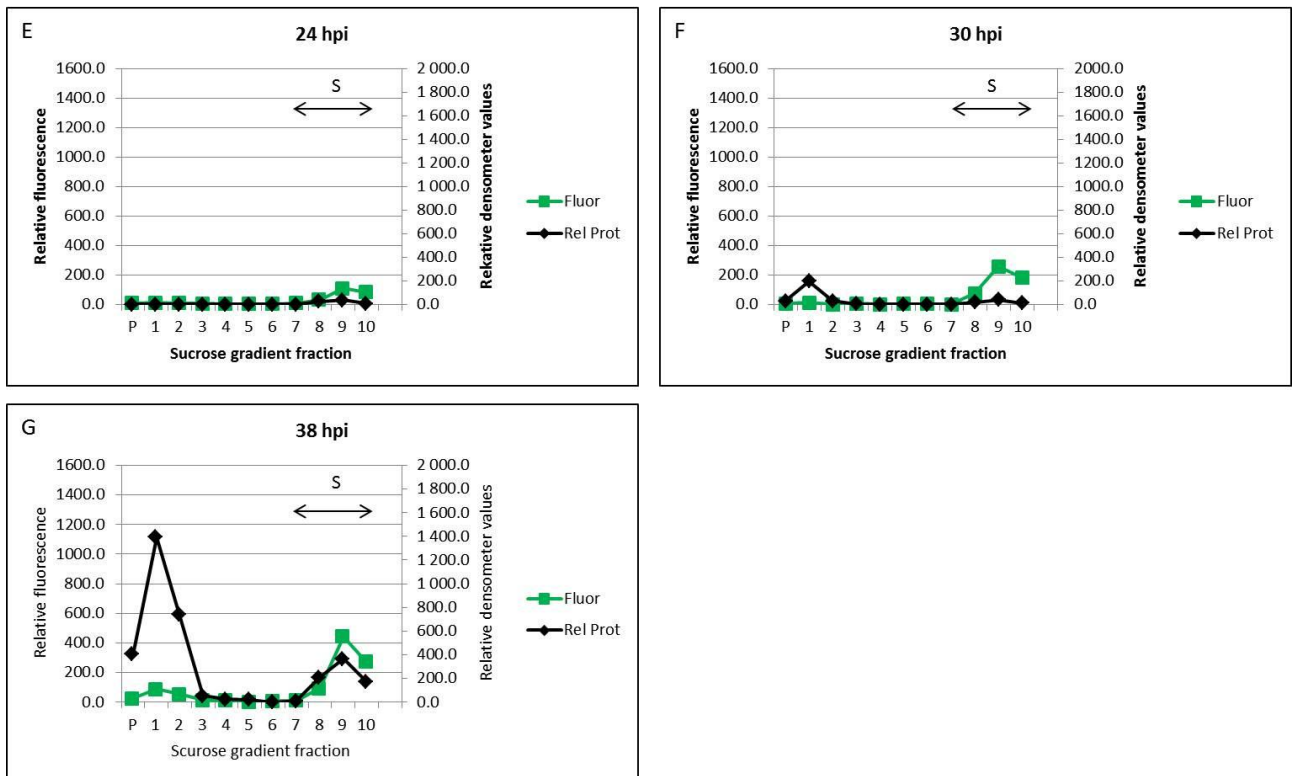 E
24 hpi
1600.0
1400.0
1200.0
1000.0
800.0
600.0
400.0
200.0
0.0
Relative fluorescence
2 000.0
1 800.0
1 600.0
1 400.0
1 200.0
1 000.0
800.0
600.0
400.0
200.0
0.0
Rekative densometer values
S
P 1 2 3 4 5 6 7 8 9 10
Sucrose gradient fraction
Fluor
Rel Prot
F
30 hpi
1600.0
1400.0
1200.0
1000.0
800.0
600.0
400.0
200.0
0.0
Relative fluorescence
2000.0
1800.0
1600.0
1400.0
1200.0
1000.0
800.0
600.0
400.0
200.0
0.0
Relative densometer values
S
P 1 2 3 4 5 6 7 8 9 10
Sucrose gradient fraction
Fluor
Rel Prot
G
38 hpi
1600.0
1400.0
1200.0
1000.0
800.0
600.0
400.0
200.0
0.0
Relative fluorescence
2 000.0
1 800.0
1 600.0
1 400.0
1 200.0
1 000.0
800.0
600.0
400.0
200.0
0.0
Relative densometer values
S
P 1 2 3 4 5 6 7 8 9 10
Scurose gradient fraction
Fluor
Rel Prot